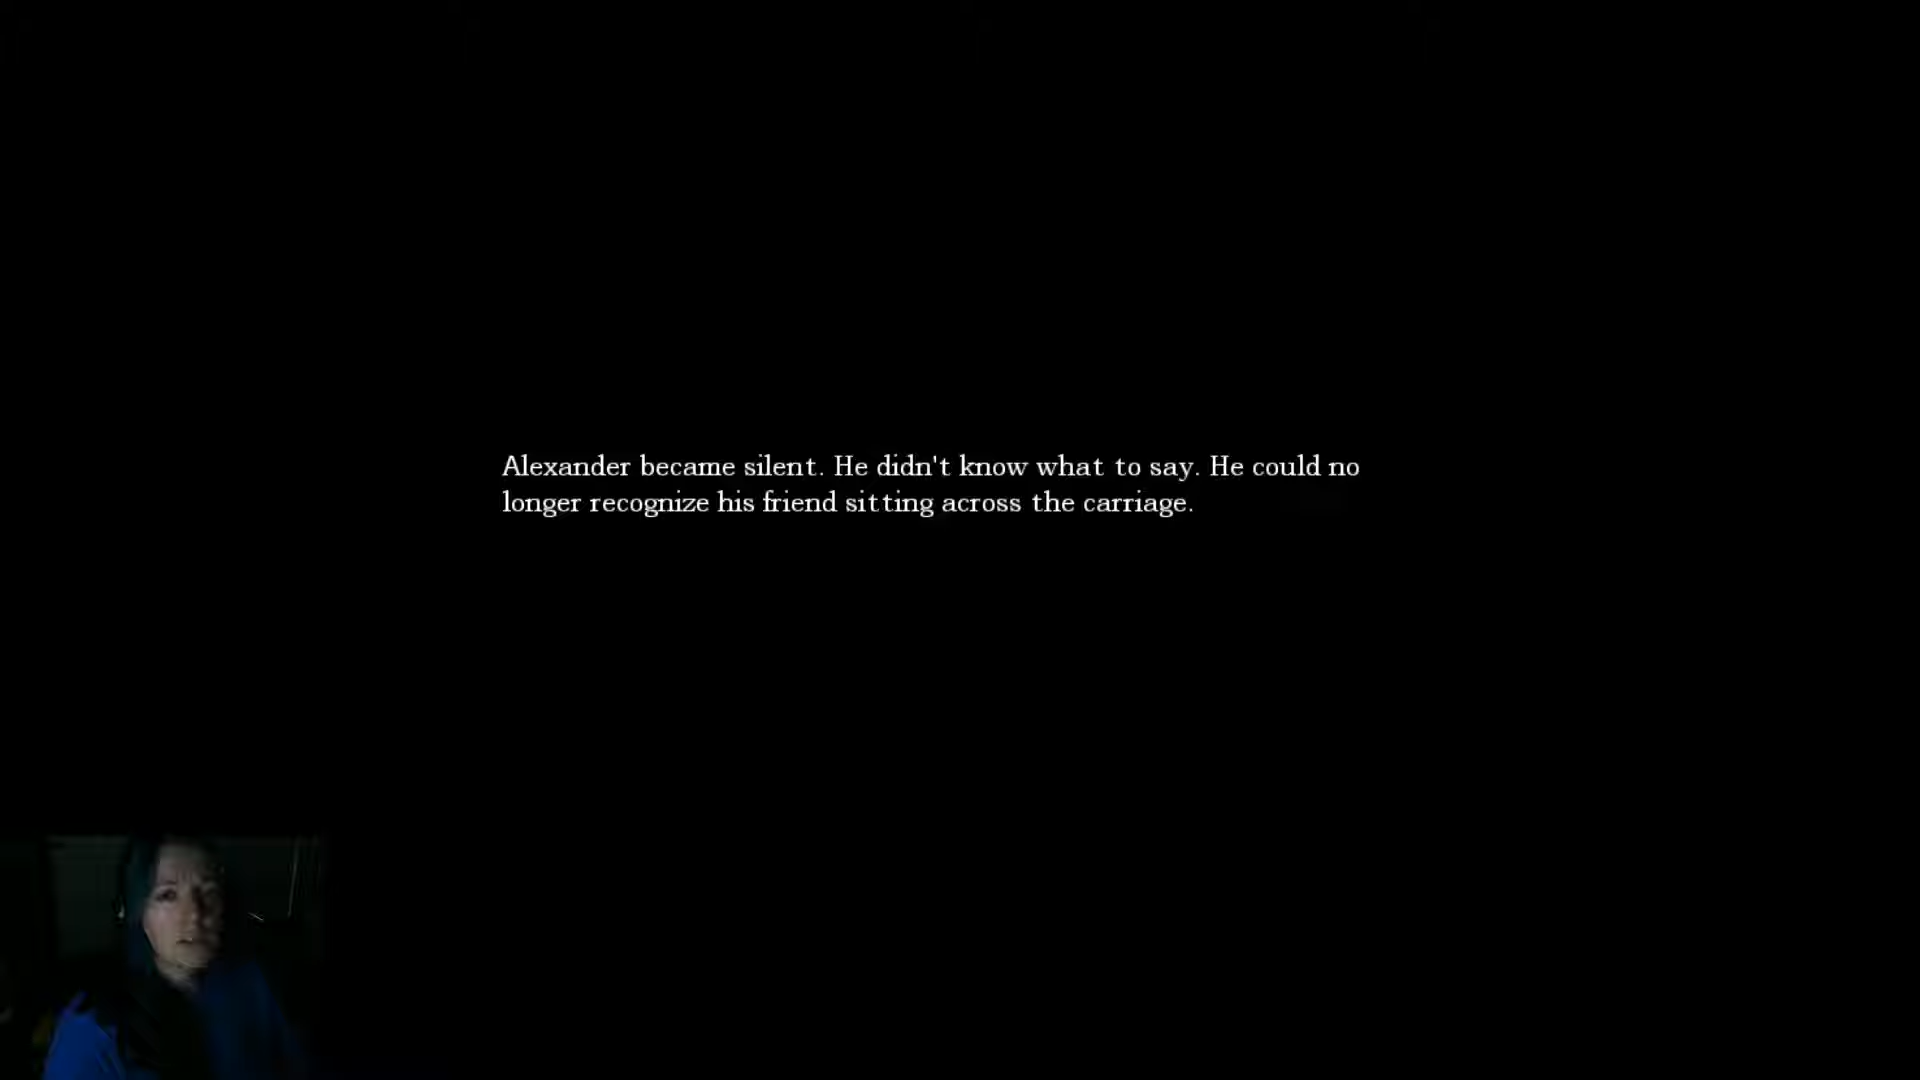 Alexander became silent. He didn't know what to say. He could no
longer recognize his friend sitting across the carriage.